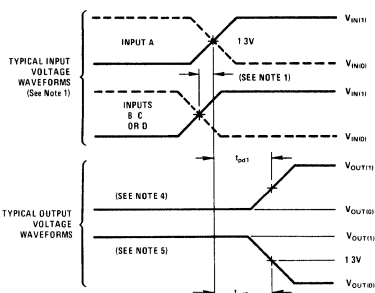 INPUT A
1 3V
V_IN(1)
V_IN(0)
TYPICAL INPUT
VOLTAGE
WAVEFORMS
(See Note 1)
(SEE NOTE 1)
INPUTS
B C
OR D
V_IN(1)
V_IN(0)
t_pd1
(SEE NOTE 4)
V_OUT(1)
V_OUT(0)
TYPICAL OUTPUT
VOLTAGE
WAVEFORMS
(SEE NOTE 5)
V_OUT(1)
1 3V
V_OUT(0)